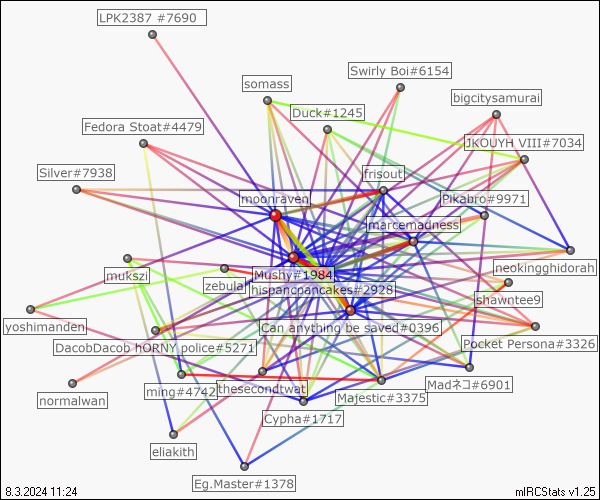 LPK2387 #7690
Swirly Boi#6154
somass
bigcitysamurai
Duck#1245
Fedora Stoat#4479
JKOUYH VIII#7034
Silver#7938
frisout
moonraven
Pikabro#9971
marcemadness
neokingghidorah
mukszi
Mushy#1984
zebula
hispancpancakes#2928
shawntee9
yoshimanden
Can anything be saved#0396
DacobDacob hORNY police#5271
Pocket Persona#3326
normalwan
ming#4742
thesecondtwat
Majestic#3375
Madネコ#6901
Cypha#1717
eliakith
Eg.Master#1378
8.3.2024 11:24
mIRCStats v1.25